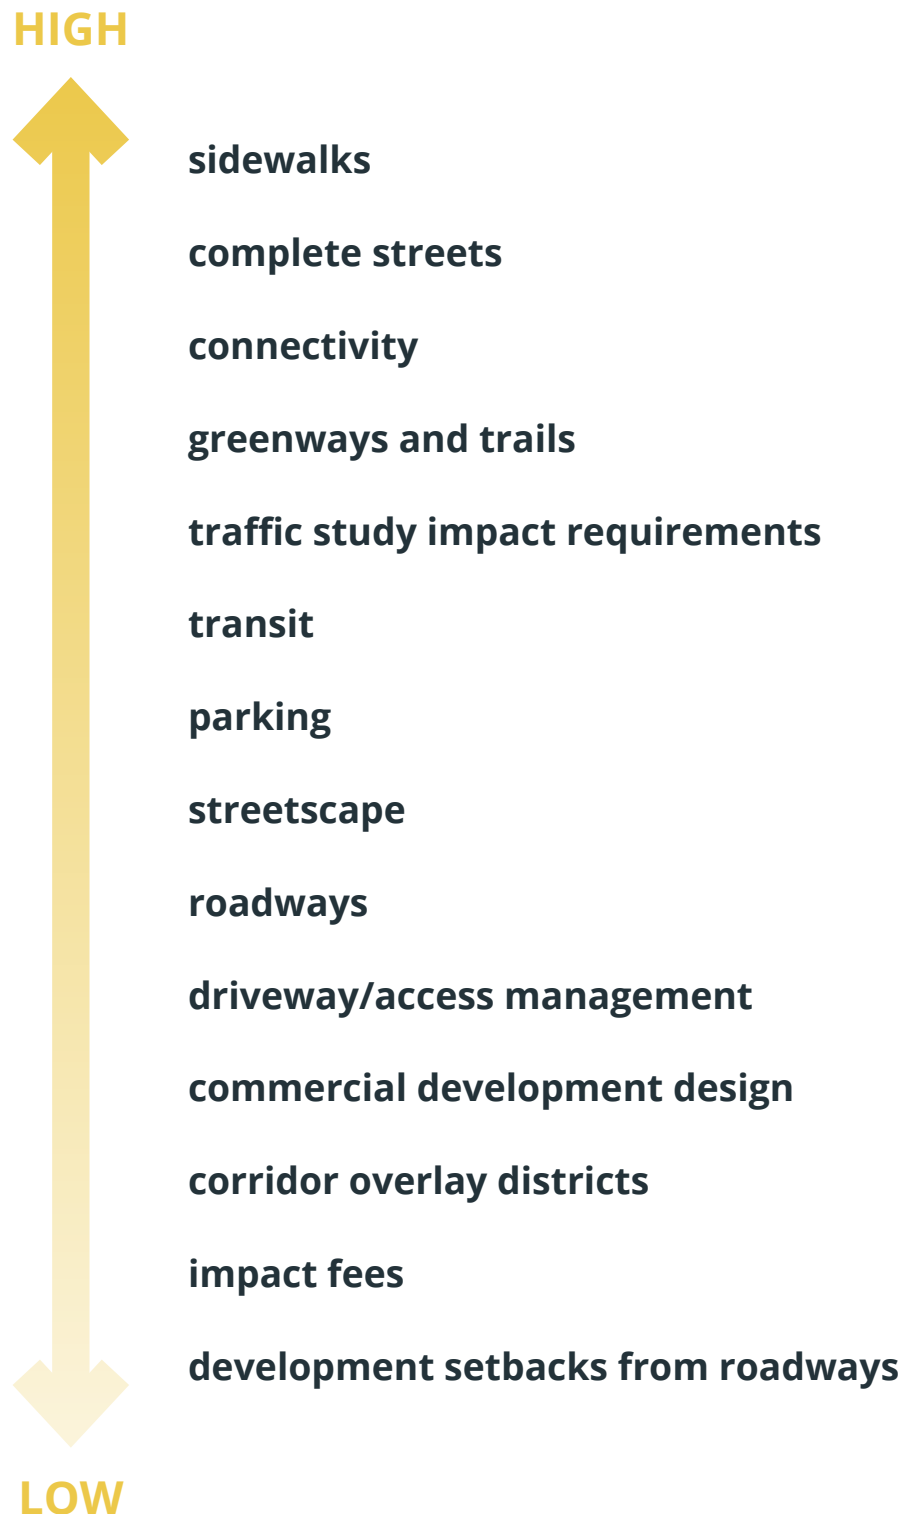 HIGH
sidewalks
complete streets
connectivity
greenways and trails
traffic study impact requirements
transit
parking
streetscape
roadways
driveway/access management
commercial development design
corridor overlay districts
impact fees
development setbacks from roadways
LOW